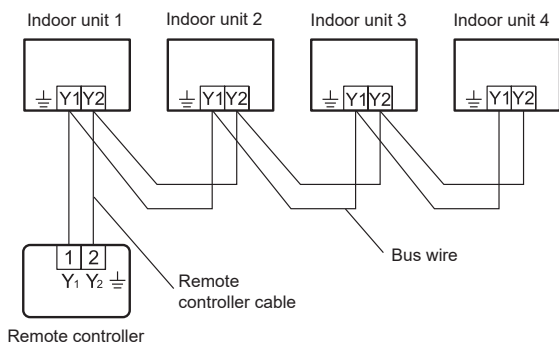 Indoor unit 1
Indoor unit 2
Indoor unit 3
Indoor unit 4
Y1 Y2
Y1 Y2
Y1 Y2
Y1 Y2
Bus wire
1 2
Y1 Y2
Remote
controller cable
Remote controller